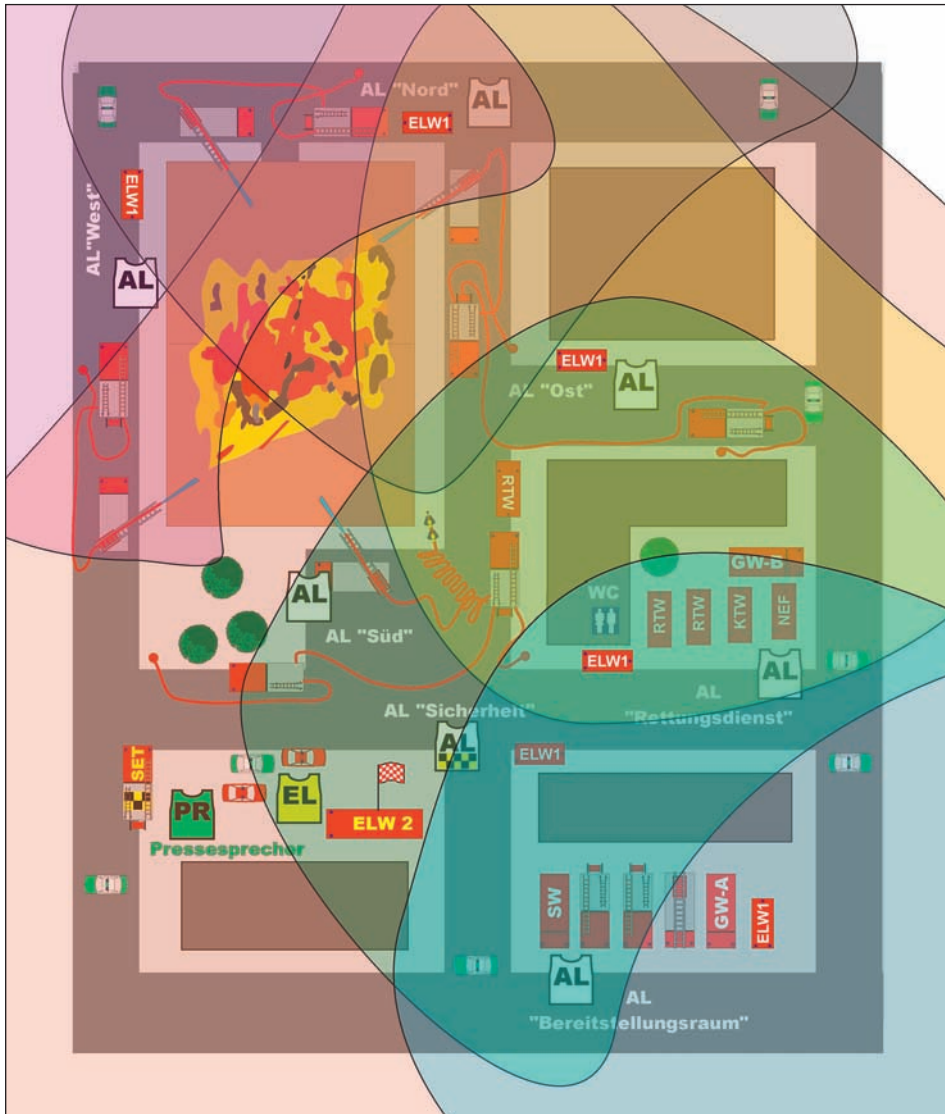 AL "Nord"
AL
ELW1
ELW1
AL"West"
AL
ELW1
AL "Ost"
AL
RTW
GW-B
WC
RTW
RTW
KTW
NEF
AL
AL "Süd"
ELW1
AL
AL
"Rettungsdienst"
AL "Sicherheit"
AL
ELW1
SET
EL
PR
ELW 2
Pressesprecher
SW
GW-A
ELW1
AL
AL
"Bereitstellungsraum"